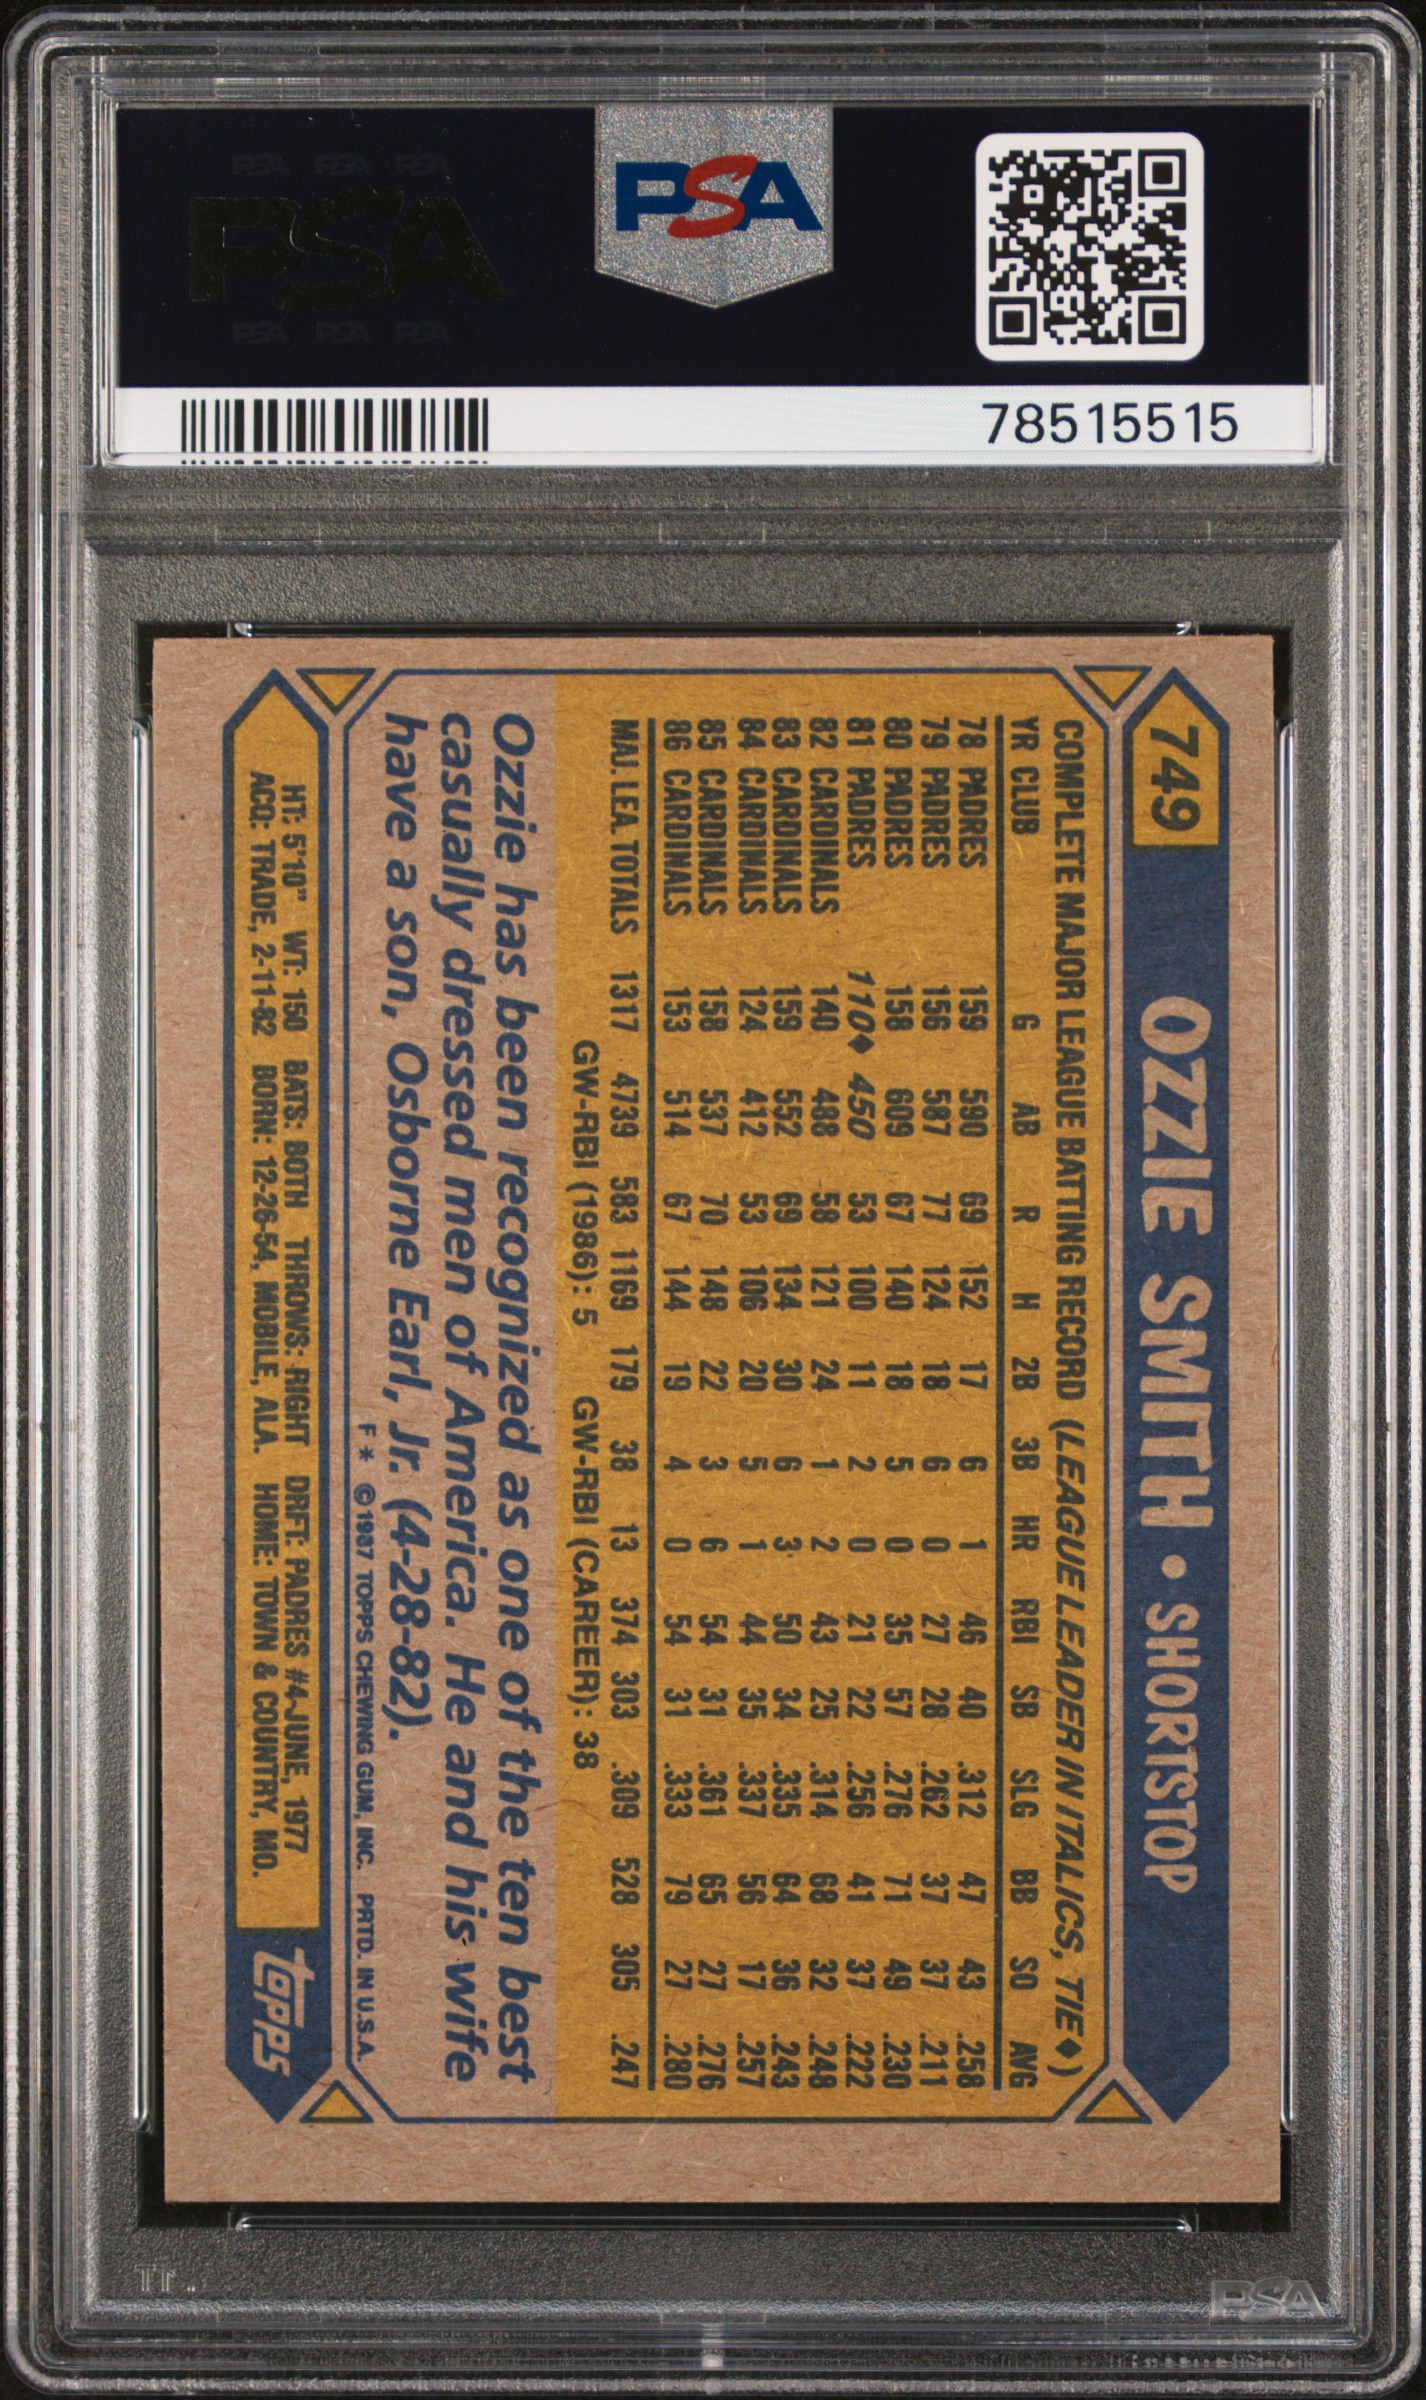 PSA PSA PSA
PSA
PSA PSA PSA
PSA
78515515
749
OZZIE SMITH • SHORTSTOP
COMPLETE MAJOR LEAGUE BATTING RECORD (LEAGUE LEADER IN ITALICS, TIE♦)
YR CLUB G AB R H 2B 3B HR RBI SB SLG BB SO AVG
78 PADRES 159 590 69 152 17 6 1 46 40 .312 47 43 .258
79 PADRES 156 587 77 124 18 6 0 27 28 .262 37 37 .211
80 PADRES 158 609 67 140 18 5 0 35 57 .276 71 49 .230
81 PADRES 110♦ 450 53 100 11 2 0 21 22 .256 41 37 .222
82 CARDINALS 140 488 58 121 24 1 2 43 25 .314 68 32 .248
83 CARDINALS 159 552 69 134 30 6 3 50 34 .335 64 36 .243
84 CARDINALS 124 412 53 106 20 5 1 44 35 .337 56 17 .257
85 CARDINALS 158 537 70 148 22 3 6 54 31 .361 65 27 .276
86 CARDINALS 153 514 67 144 19 4 0 54 31 .333 79 27 .280
MAJ. LEA. TOTALS 1317 4739 583 1169 179 38 13 374 303 .309 528 305 .247
GW-RBI (1986): 5 GW-RBI (CAREER): 38
Ozzie has been recognized as one of the ten best
casually dressed men of America. He and his wife
have a son, Osborne Earl, Jr. (4-28-82).
F * ©1987 TOPPS CHEWING GUM, INC. PRTD. IN U.S.A.
HT: 5'10" WT: 150 BATS: BOTH THROWS: RIGHT DRFT: PADRES #4-JUNE, 1977
ACQ: TRADE, 2-11-82 BORN: 12-26-54, MOBILE, ALA. HOME: TOWN & COUNTRY, MO.
topps
PSA